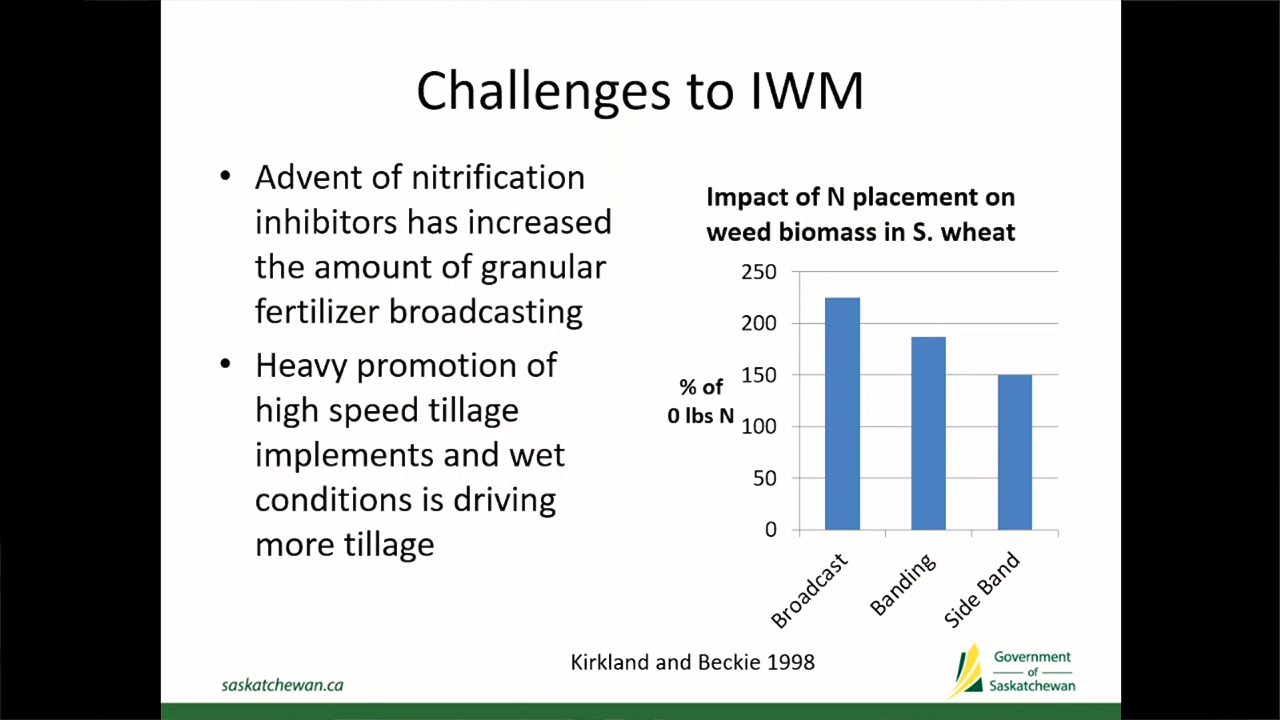 Challenges to IWM
• Advent of nitrification
inhibitors has increased
the amount of granular
fertilizer broadcasting
• Heavy promotion of
high speed tillage
implements and wet
conditions is driving
more tillage
Impact of N placement on
weed biomass in S. wheat
% of
0 lbs N
250
200
150
100
50
0
Broadcast
Banding
Side Band
Kirkland and Beckie 1998
saskatchewan.ca
Government
of
Saskatchewan